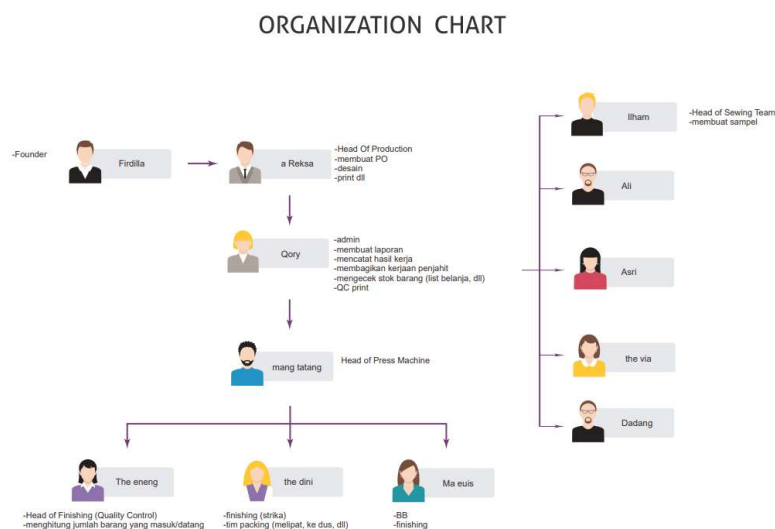 ORGANIZATION CHART
-Founder
Firdilla
a Reksa
-Head Of Production
-membuat PO
-desain
-print dll
Qory
-admin
-membuat laporan
-mencatat hasil kerja
-membagikan kerjaan penjahit
-mengecek stok barang (list belanja, dll)
-QC print
mang tatang
Head of Press Machine
The eneng
-Head of Finishing (Quality Control)
-menghitung jumlah barang yang masuk/datang
the dini
-finishing (strika)
-tim packing (melipat, ke dus, dll)
Ma euis
-BB
-finishing
Ilham
-Head of Sewing Team
-membuat sampel
Ali
Asri
the via
Dadang